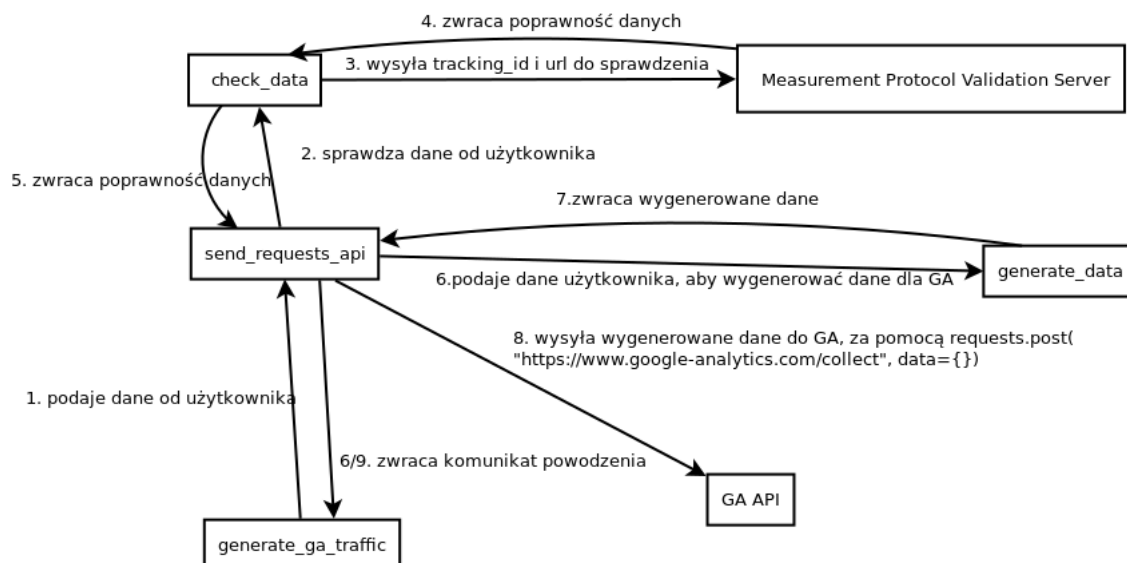 4. zwraca poprawność danych
3. wysyła tracking_id i url do sprawdzenia
check_data
Measurement Protocol Validation Server
2. sprawdza dane od użytkownika
5. zwraca poprawność danych
7.zwraca wygenerowane dane
send_requests_api
generate_data
6.podaje dane użytkownika, aby wygenerować dane dla GA
8. wysyła wygenerowane dane do GA, za pomocą requests.post(
"https://www.google-analytics.com/collect", data={})
1. podaje dane od użytkownika
6/9. zwraca komunikat powodzenia
GA API
generate_ga_traffic